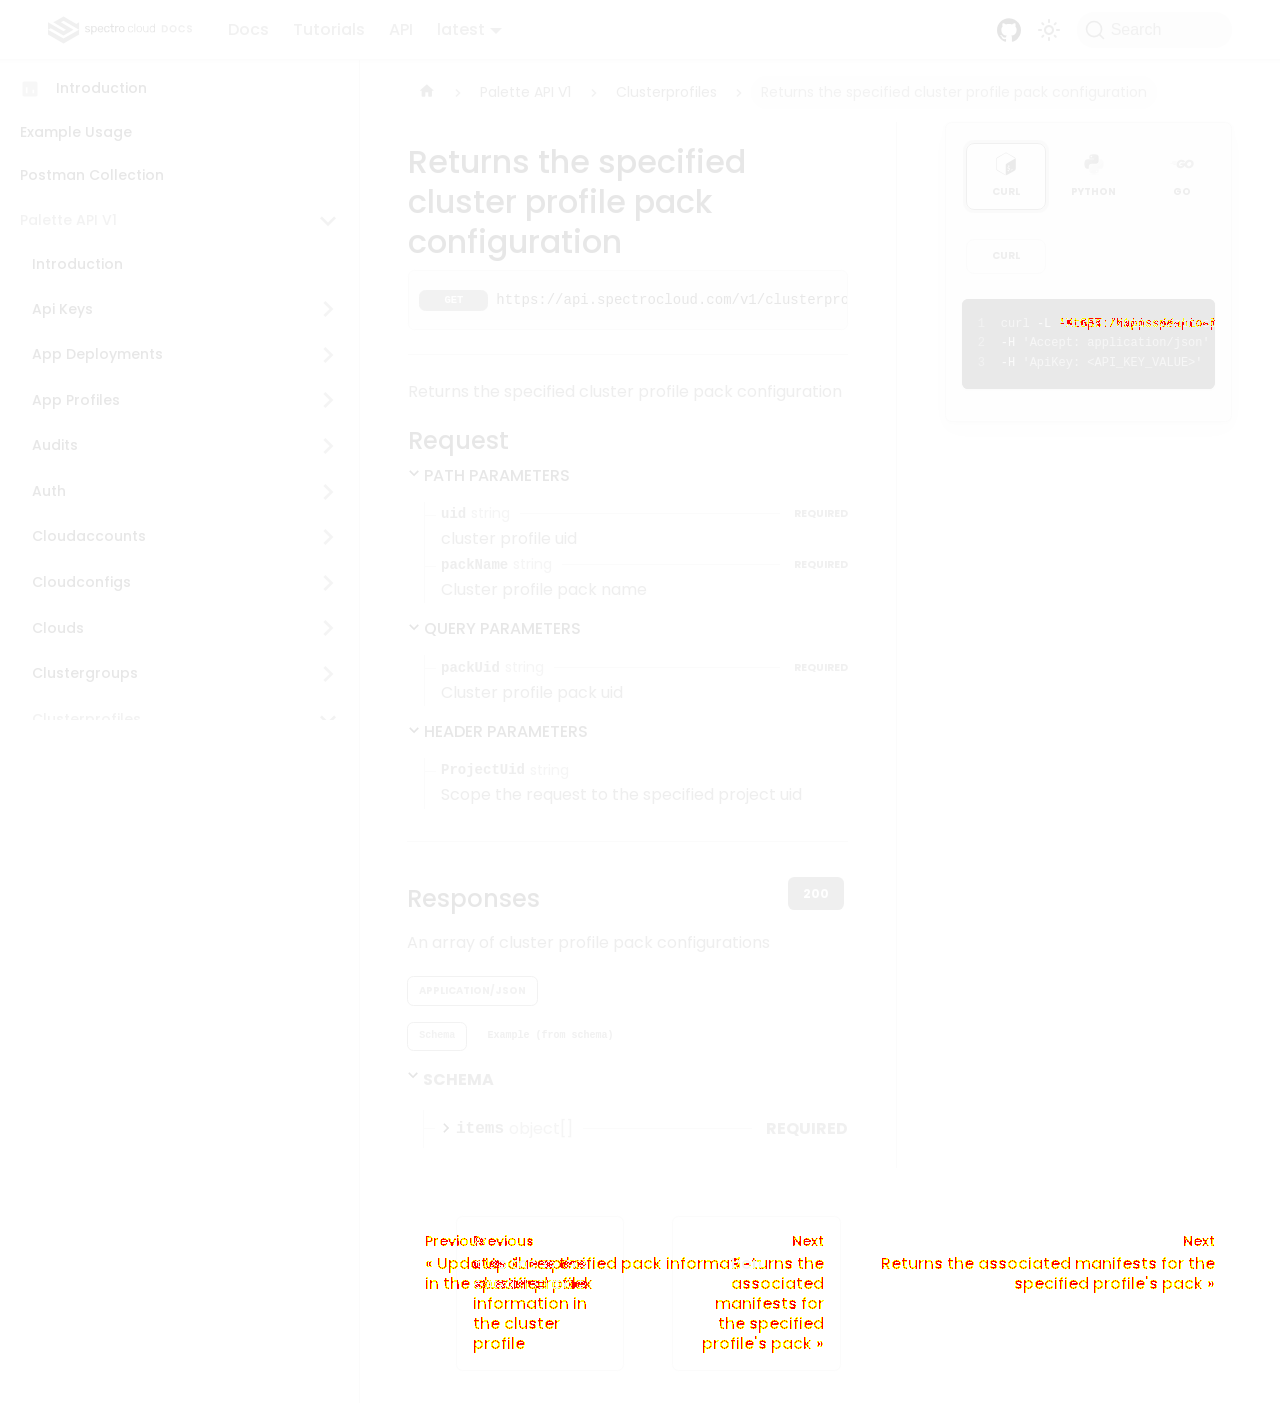 spectro cloud DOCS Docs Tutorials API latest Search
Introduction
Example Usage
Postman Collection
Palette API V1
Introduction
Api Keys
App Deployments
App Profiles
Audits
Auth
Cloudaccounts
Cloudconfigs
Clouds
Clustergroups
Clusterprofiles
Palette API V1 › Clusterprofiles › Returns the specified cluster profile pack configuration
Returns the specified
cluster profile pack
configuration
GET https://api.spectrocloud.com/v1/clusterpro
Returns the specified cluster profile pack configuration
Request
PATH PARAMETERS
uid string REQUIRED
cluster profile uid
packName string REQUIRED
Cluster profile pack name
QUERY PARAMETERS
packUid string REQUIRED
Cluster profile pack uid
HEADER PARAMETERS
ProjectUid string
Scope the request to the specified project uid
Responses 200
An array of cluster profile pack configurations
APPLICATION/JSON
Schema Example (from schema)
SCHEMA
items object[] REQUIRED
CURL PYTHON GO
CURL
1 curl -L
2 -H 'Accept: application/json'
3 -H 'ApiKey: <API_KEY_VALUE>'
Previous
information in
the cluster
profile
Next
associated
manifests for
the specified
profile's pack »
Next
Returns the associated manifests for the
specified profile's pack »